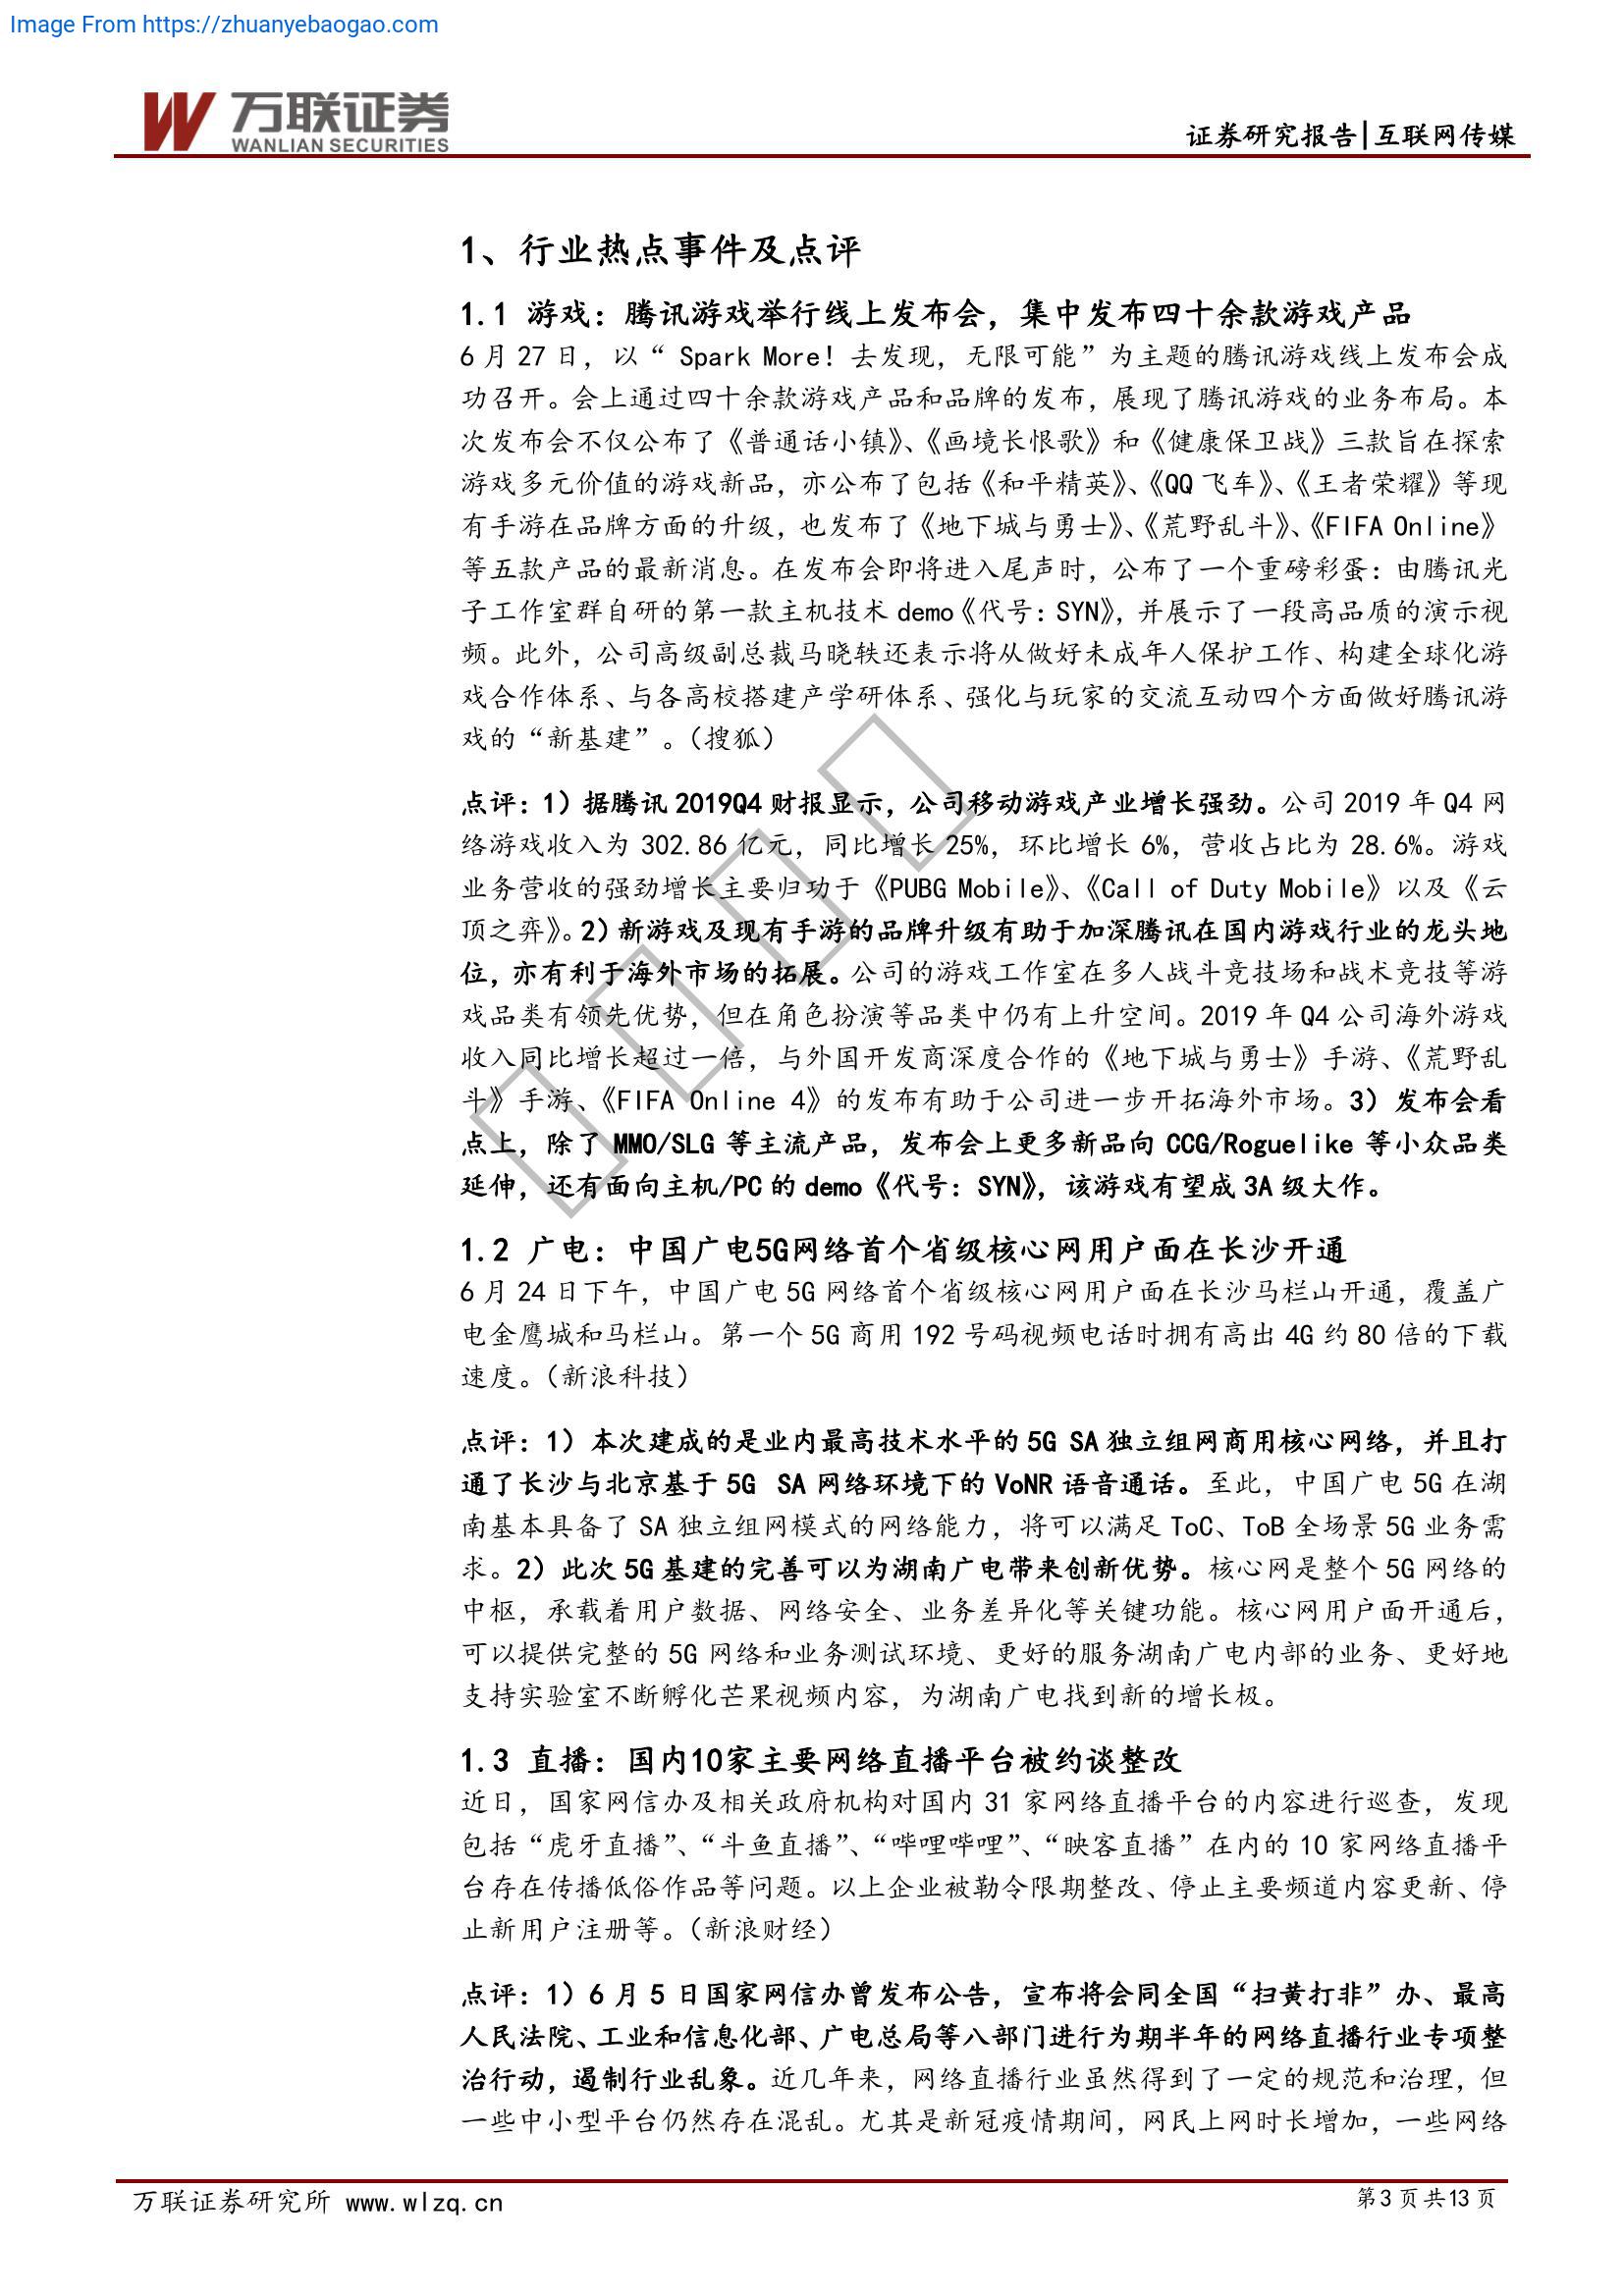 Image From https://zhuanyebaogao.com
万联证券
WANLIAN SECURITIES
证券研究报告|互联网传媒
1、行业热点事件及点评
1.1 游戏：腾讯游戏举行线上发布会，集中发布四十余款游戏产品
6 月 27 日，以“ Spark More！去发现，无限可能”为主题的腾讯游戏线上发布会成
功召开。会上通过四十余款游戏产品和品牌的发布，展现了腾讯游戏的业务布局。本
次发布会不仅公布了《普通话小镇》、《画境长恨歌》和《健康保卫战》三款旨在探索
游戏多元价值的游戏新品，亦公布了包括《和平精英》、《QQ 飞车》、《王者荣耀》等现
有手游在品牌方面的升级，也发布了《地下城与勇士》、《荒野乱斗》、《FIFA Online》
等五款产品的最新消息。在发布会即将进入尾声时，公布了一个重磅彩蛋：由腾讯光
子工作室群自研的第一款主机技术 demo《代号：SYN》，并展示了一段高品质的演示视
频。此外，公司高级副总裁马晓轶还表示将从做好未成年人保护工作、构建全球化游
戏合作体系、与各高校搭建产学研体系、强化与玩家的交流互动四个方面做好腾讯游
戏的“新基建”。（搜狐）
点评：1）据腾讯 2019Q4 财报显示，公司移动游戏产业增长强劲。公司 2019 年 Q4 网
络游戏收入为 302.86 亿元，同比增长 25%，环比增长 6%，营收占比为 28.6%。游戏
业务营收的强劲增长主要归功于《PUBG Mobile》、《Call of Duty Mobile》以及《云
顶之弈》。2）新游戏及现有手游的品牌升级有助于加深腾讯在国内游戏行业的龙头地
位，亦有利于海外市场的拓展。公司的游戏工作室在多人战斗竞技场和战术竞技等游
戏品类有领先优势，但在角色扮演等品类中仍有上升空间。2019 年 Q4 公司海外游戏
收入同比增长超过一倍，与外国开发商深度合作的《地下城与勇士》手游、《荒野乱
斗》手游、《FIFA Online 4》的发布有助于公司进一步开拓海外市场。3）发布会看
点上，除了 MMO/SLG 等主流产品，发布会上更多新品向 CCG/Roguelike 等小众品类
延伸，还有面向主机/PC 的 demo《代号：SYN》，该游戏有望成 3A 级大作。
1.2 广电：中国广电5G网络首个省级核心网用户面在长沙开通
6 月 24 日下午，中国广电 5G 网络首个省级核心网用户面在长沙马栏山开通，覆盖广
电金鹰城和马栏山。第一个 5G 商用 192 号码视频电话时拥有高出 4G 约 80 倍的下载
速度。（新浪科技）
点评：1）本次建成的是业内最高技术水平的 5G SA 独立组网商用核心网络，并且打
通了长沙与北京基于 5G SA 网络环境下的 VoNR 语音通话。至此，中国广电 5G 在湖
南基本具备了 SA 独立组网模式的网络能力，将可以满足 ToC、ToB 全场景 5G 业务需
求。2）此次 5G 基建的完善可以为湖南广电带来创新优势。核心网是整个 5G 网络的
中枢，承载着用户数据、网络安全、业务差异化等关键功能。核心网用户面开通后，
可以提供完整的 5G 网络和业务测试环境、更好的服务湖南广电内部的业务、更好地
支持实验室不断孵化芒果视频内容，为湖南广电找到新的增长极。
1.3 直播：国内10家主要网络直播平台被约谈整改
近日，国家网信办及相关政府机构对国内 31 家网络直播平台的内容进行巡查，发现
包括“虎牙直播”、“斗鱼直播”、“哔哩哔哩”、“映客直播”在内的 10 家网络直播平
台存在传播低俗作品等问题。以上企业被勒令限期整改、停止主要频道内容更新、停
止新用户注册等。（新浪财经）
点评：1）6 月 5 日国家网信办曾发布公告，宣布将会同全国“扫黄打非”办、最高
人民法院、工业和信息化部、广电总局等八部门进行为期半年的网络直播行业专项整
治行动，遏制行业乱象。近几年来，网络直播行业虽然得到了一定的规范和治理，但
一些中小型平台仍然存在混乱。尤其是新冠疫情期间，网民上网时长增加，一些网络
万联证券研究所 www.wlzq.cn
第 3 页 共 13 页